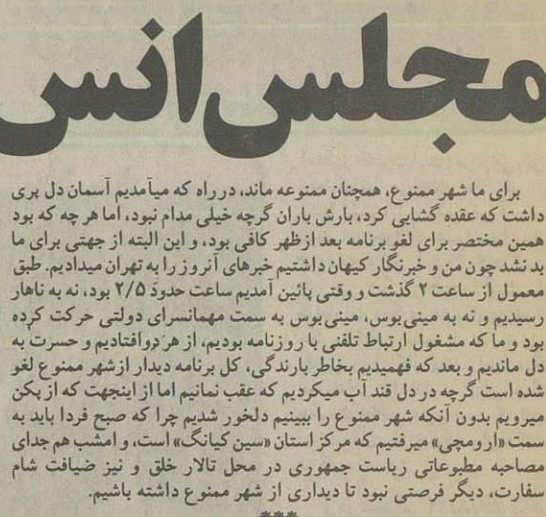 مجلس انس
برای ما شهر ممنوع، همچنان ممنوعه ماند، در راه که میآمدیم آسمان دل پری
داشت که عقده گشایی کرد، بارش باران گرچه خیلی مدام نبود، اما هر چه که بود
همین مختصر برای لغو برنامه بعد از ظهر کافی بود، و این البته از جهتی برای ما
بد نشد چون من و خبرنگار کیهان داشتیم خبرهای آنروز را به تهران میدادیم. طبق
معمول از ساعت ۲ گذشت و وقتی پائین آمدیم ساعت حدود ۲/۵ بود، نه به ناهار
رسیدیم و نه به مینی‌بوس، مینی‌بوس به سمت مهمانسرای دولتی حرکت کرده
بود و ما که مشغول ارتباط تلفنی با روزنامه بودیم، از هر دو افتادیم و حسرت به
دل ماندیم و بعد که فهمیدیم بخاطر بارندگی، کل برنامه دیدار از شهر ممنوع لغو
شده است گرچه در دل قند آب میکردیم که عقب نمانیم اما از اینجهت که از پکن
میرویم بدون آنکه شهر ممنوع را ببینیم دلخور شدیم چرا که صبح فردا باید به
سمت «ارومچی» میرفتیم که مرکز استان «سین کیانگ» است، و امشب هم جدای
مصاحبه مطبوعاتی ریاست جمهوری در محل تالار خلق و نیز ضیافت شام
سفارت، دیگر فرصتی نبود تا دیداری از شهر ممنوع داشته باشیم.
***